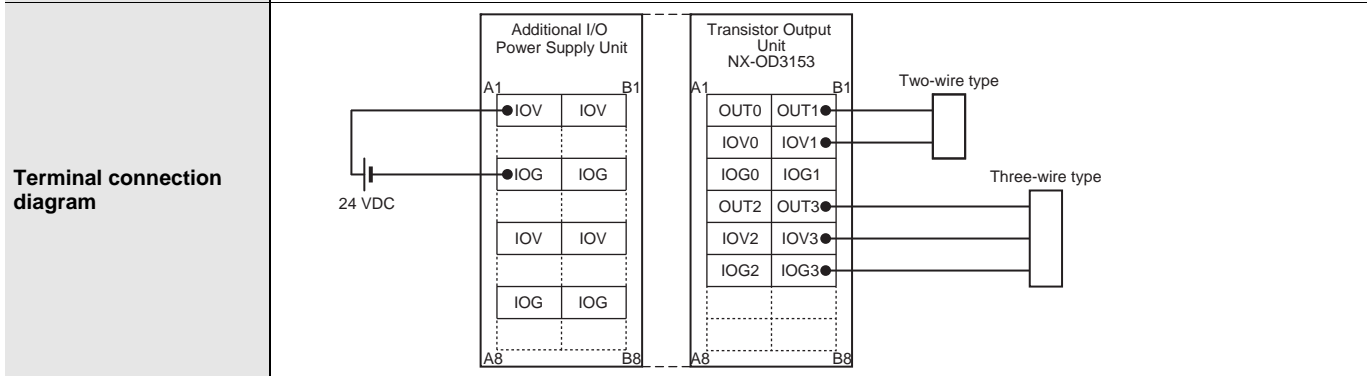 Terminal connection
diagram
24 VDC
Additional I/O
Power Supply Unit
A1 B1
IOV IOV
IOG IOG
IOV IOV
IOG IOG
A8 B8
Transistor Output
Unit
NX-OD3153
A1 B1
OUT0 OUT1
IOV0 IOV1
IOG0 IOG1
OUT2 OUT3
IOV2 IOV3
IOG2 IOG3
A8 B8
Two-wire type
Three-wire type